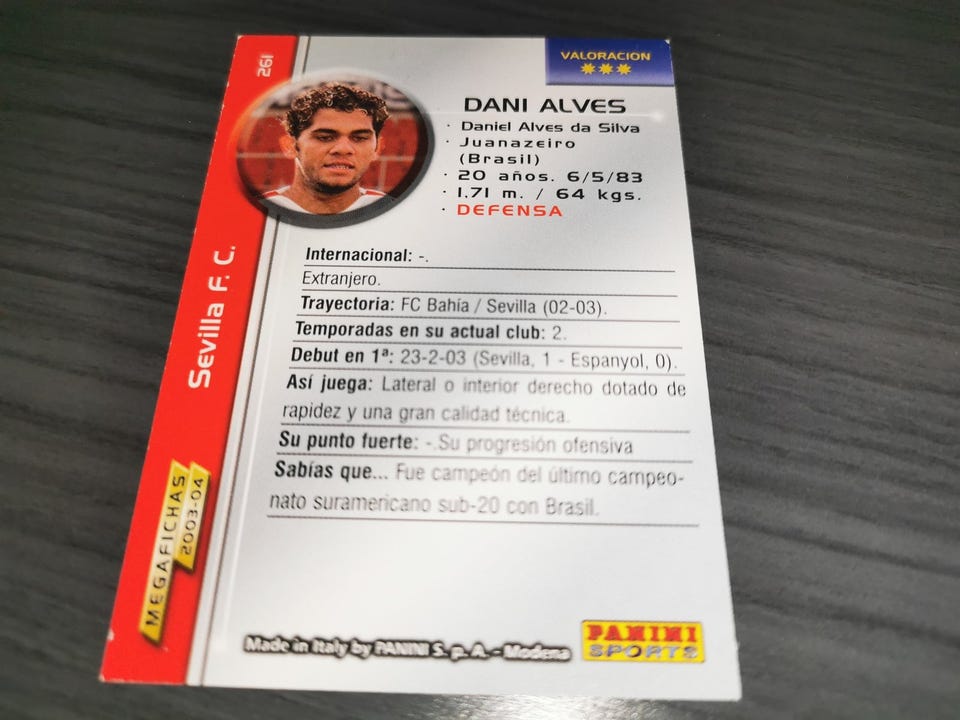 261
VALORACION
DANI ALVES
· Daniel Alves da Silva
· Juanazeiro
(Brasil)
· 20 años. 6/5/83
· 1,71 m. / 64 kgs.
· DEFENSA
Sevilla F. C.
Internacional: -.
Extranjero.
Trayectoria: FC Bahía / Sevilla (02-03).
Temporadas en su actual club: 2.
Debut en 1ª: 23-2-03 (Sevilla, 1 - Espanyol, 0).
Así juega: Lateral o interior derecho dotado de
rapidez y una gran calidad técnica.
Su punto fuerte: -.Su progresión ofensiva
Sabías que... Fue campeón del último campeo-
nato suramericano sub-20 con Brasil.
MEGAFICHAS
2003-04
Made in Italy by PANINI S. p. A. - Modena
PANINI
SPORTS